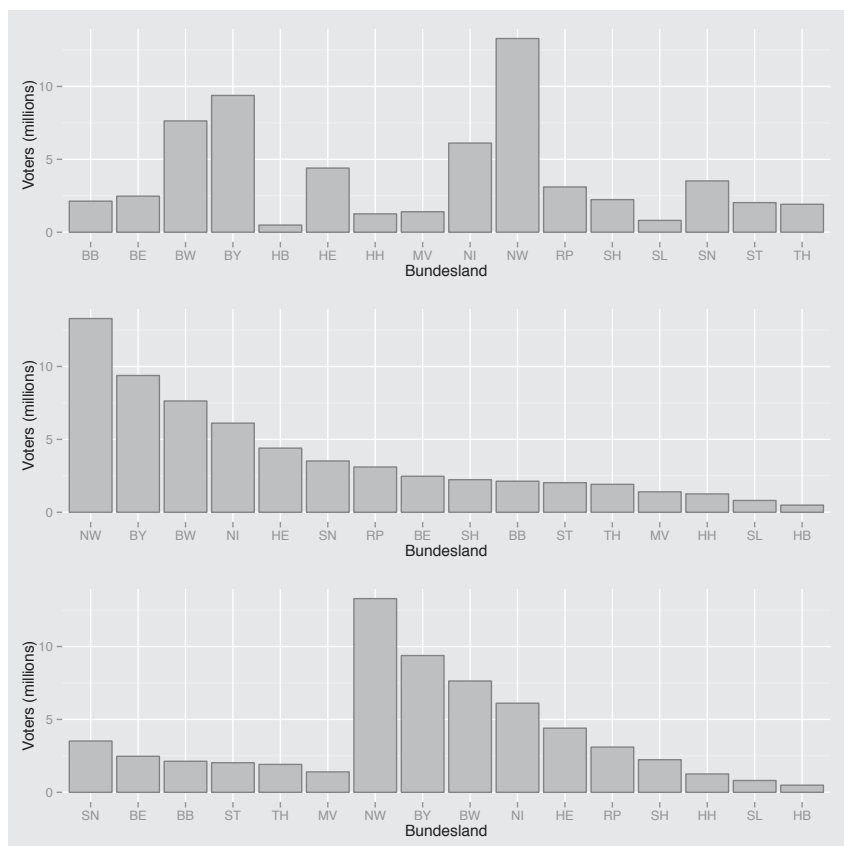 Voters (millions)
10
5
0
BB BE BW BY HB HE HH MV NI NW RP SH SL SN ST TH
Bundesland
Voters (millions)
10
5
0
NW BY BW NI HE SN RP BE SH BB ST TH MV HH SL HB
Bundesland
Voters (millions)
10
5
0
SN BE BB ST TH MV NW BY BW NI HE RP SH HH SL HB
Bundesland